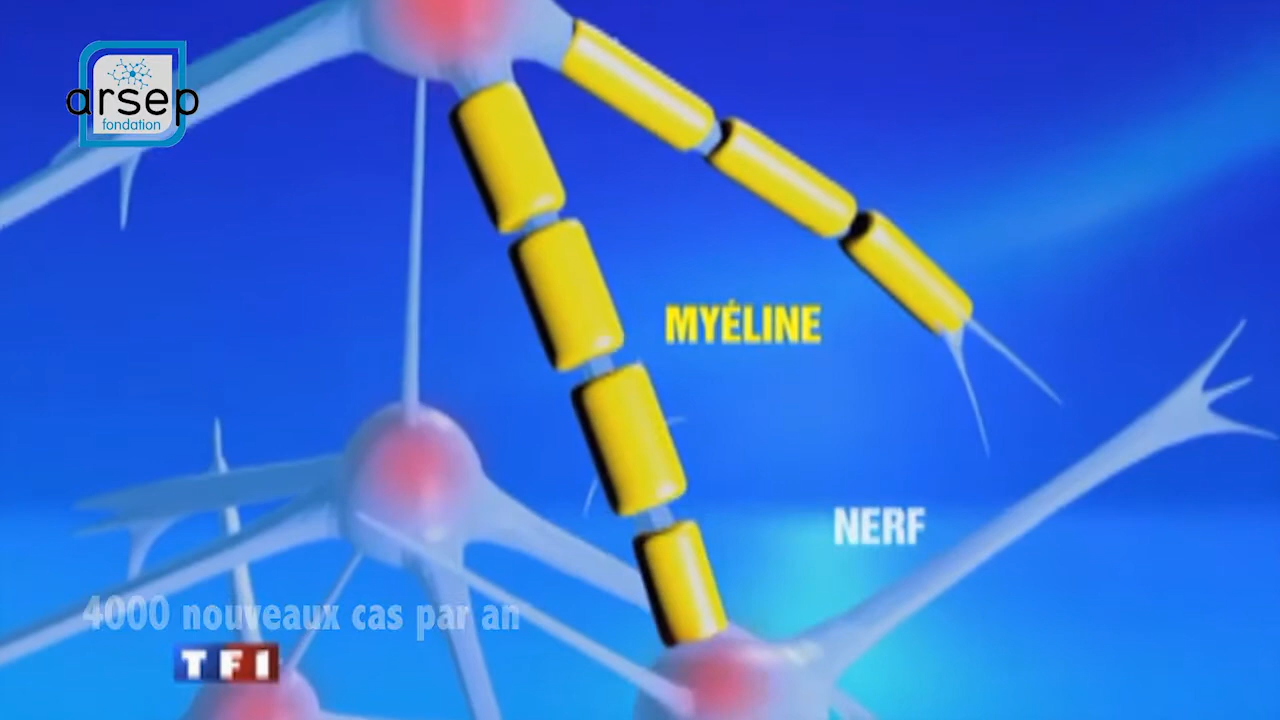 arsep
fondation
MYÉLINE
NERF
4000 nouveaux cas par an
TF1